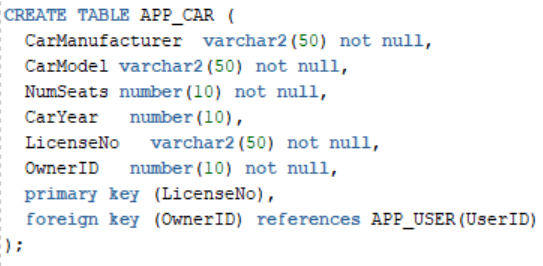 CREATE TABLE APP_CAR (
CarManufacturer varchar2(50) not null,
CarModel varchar2(50) not null,
NumSeats number(10) not null,
CarYear number(10),
LicenseNo varchar2(50) not null,
OwnerID number(10) not null,
primary key (LicenseNo),
foreign key (OwnerID) references APP_USER(UserID)
);